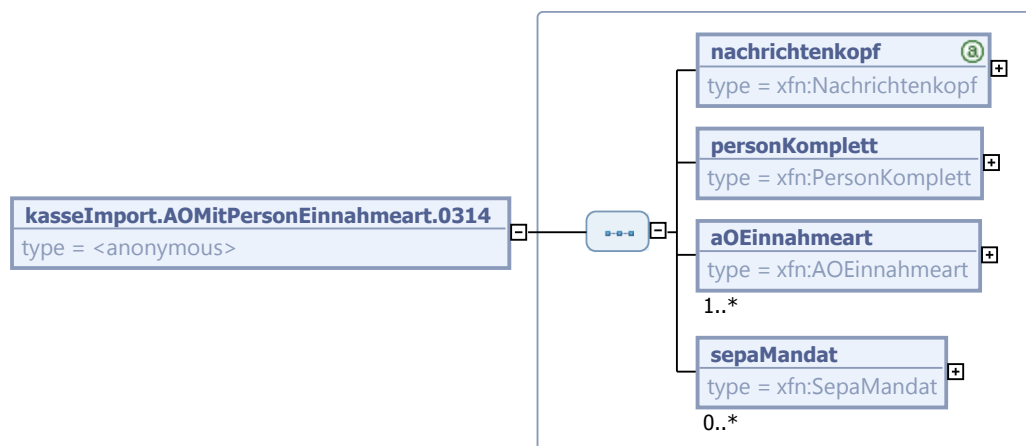 nachrichtenkopf
type = xfn:Nachrichtenkopf
personKomplett
type = xfn:PersonKomplett
kasseImport.AOMitPersonEinnahmeart.0314
type = <anonymous>
aOEinnahmeart
type = xfn:AOEinnahmeart
1..*
sepaMandat
type = xfn:SepaMandat
0..*